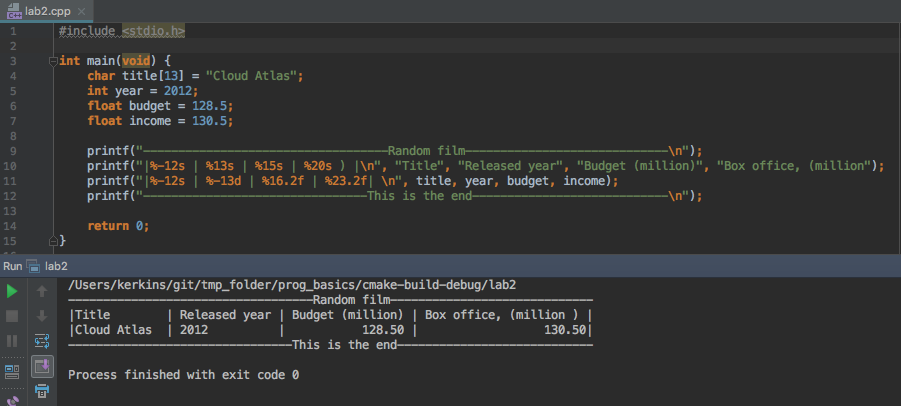 lab2.cpp
1 #include <stdio.h>
2
3 int main(void) {
4 char title[13] = "Cloud Atlas";
5 int year = 2012;
6 float budget = 128.5;
7 float income = 130.5;
8
9 printf("-----------------------------------Random film-----------------------------\n");
10 printf("|%-12s | %13s | %15s | %20s ) |\n", "Title", "Released year", "Budget (million)", "Box office, (million");
11 printf("|%-12s | %-13d | %16.2f | %23.2f| \n", title, year, budget, income);
12 printf("--------------------------------This is the end----------------------------\n");
13
14 return 0;
15 }
Run lab2
/Users/kerkins/git/tmp_folder/prog_basics/cmake-build-debug/lab2
-----------------------------------Random film-----------------------------
|Title        | Released year | Budget (million) | Box office, (million ) |
|Cloud Atlas  | 2012          |           128.50 |                  130.50|
--------------------------------This is the end----------------------------
Process finished with exit code 0